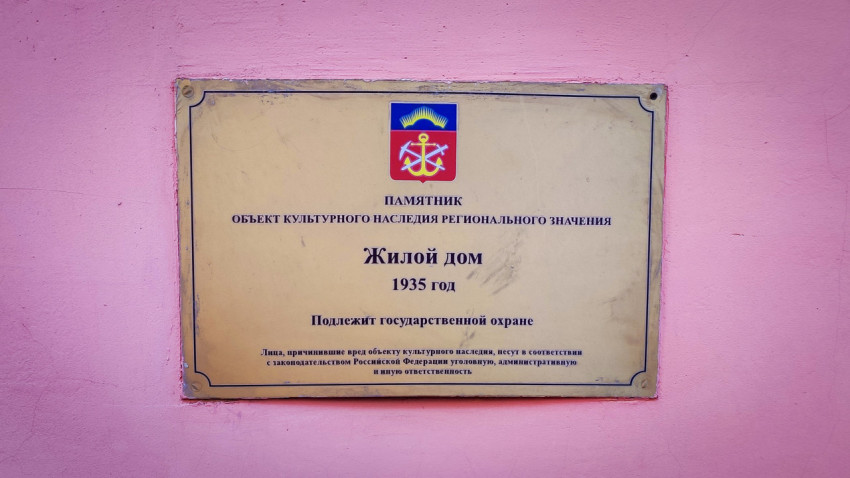 ПАМЯТНИК
ОБЪЕКТ КУЛЬТУРНОГО НАСЛЕДИЯ РЕГИОНАЛЬНОГО ЗНАЧЕНИЯ
Жилой дом
1935 год
Подлежит государственной охране
Лица, причинившие вред объекту культурного наследия, песут в соответствии
с законодательством Российской Федерации уголовную, административную
и иную ответственность